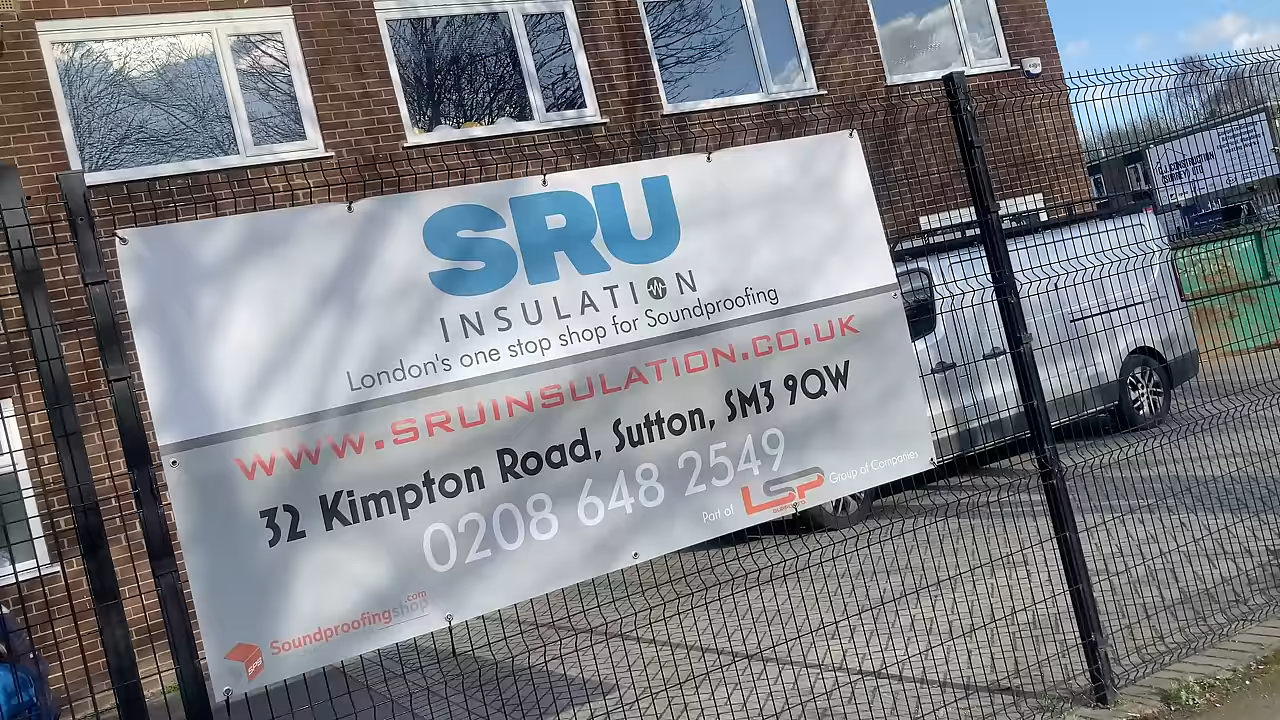 SRU
INSULATION
London's one stop shop for Soundproofing
WWW.SRUINSULATION.CO.UK
32 Kimpton Road, Sutton, SM3 9QW
0208 648 2549
Part of LSP Group of Companies
SPS Soundproofingshop.com